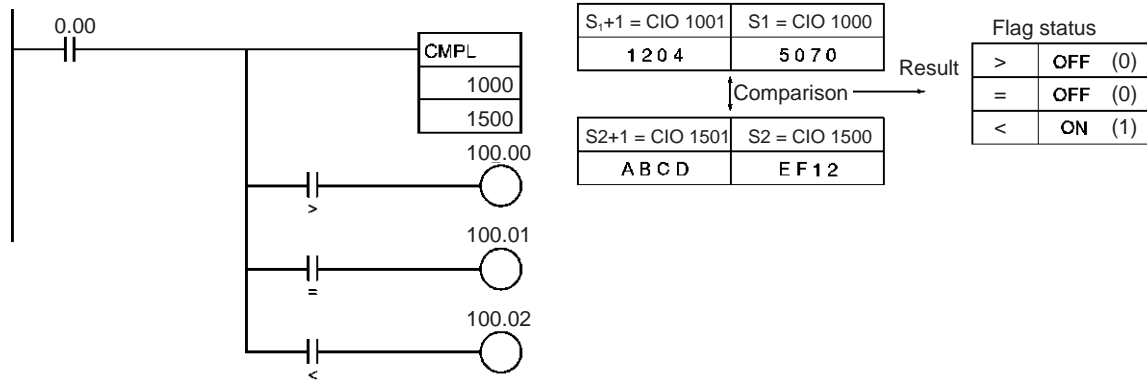 0.00
CMPL
1000
1500
100.00
>
100.01
=
100.02
<
S₁+1 = CIO 1001 S1 = CIO 1000
1204 5070
Comparison
Result
S2+1 = CIO 1501 S2 = CIO 1500
ABCD EF12
Flag status
> OFF (0)
= OFF (0)
< ON (1)